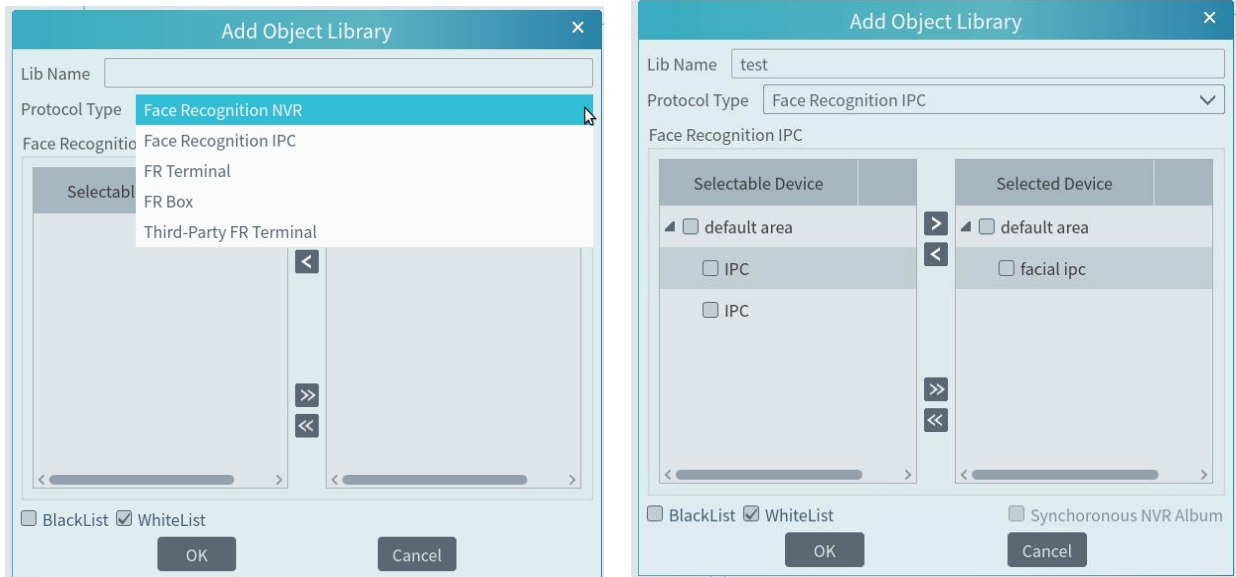 Add Object Library
Lib Name
Protocol Type Face Recognition NVR
Face Recognition IPC
FR Terminal
FR Box
Third-Party FR Terminal
Face Recognitio
Selectabl
<
>>
<<
BlackList WhiteList
OK Cancel
Add Object Library
Lib Name test
Protocol Type Face Recognition IPC
Face Recognition IPC
Selectable Device Selected Device
default area > default area
<
IPC facial ipc
IPC
>>
<<
BlackList WhiteList Synchoronous NVR Album
OK Cancel